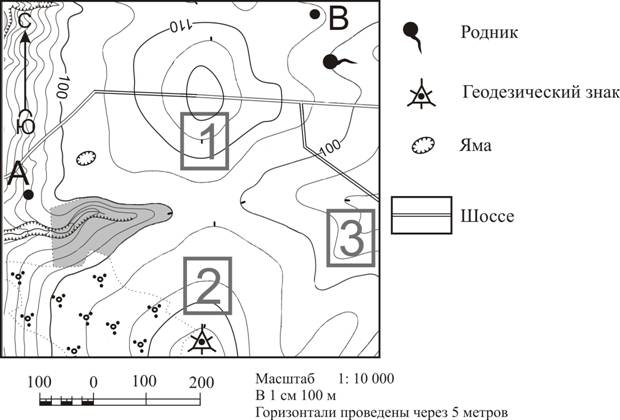 С
Ю
А
В
110
100
100
1
2
3
Родник
Геодезический знак
Яма
Шоссе
100 0 100 200
Масштаб 1: 10 000
В 1 см 100 м
Горизонтали проведены через 5 метров